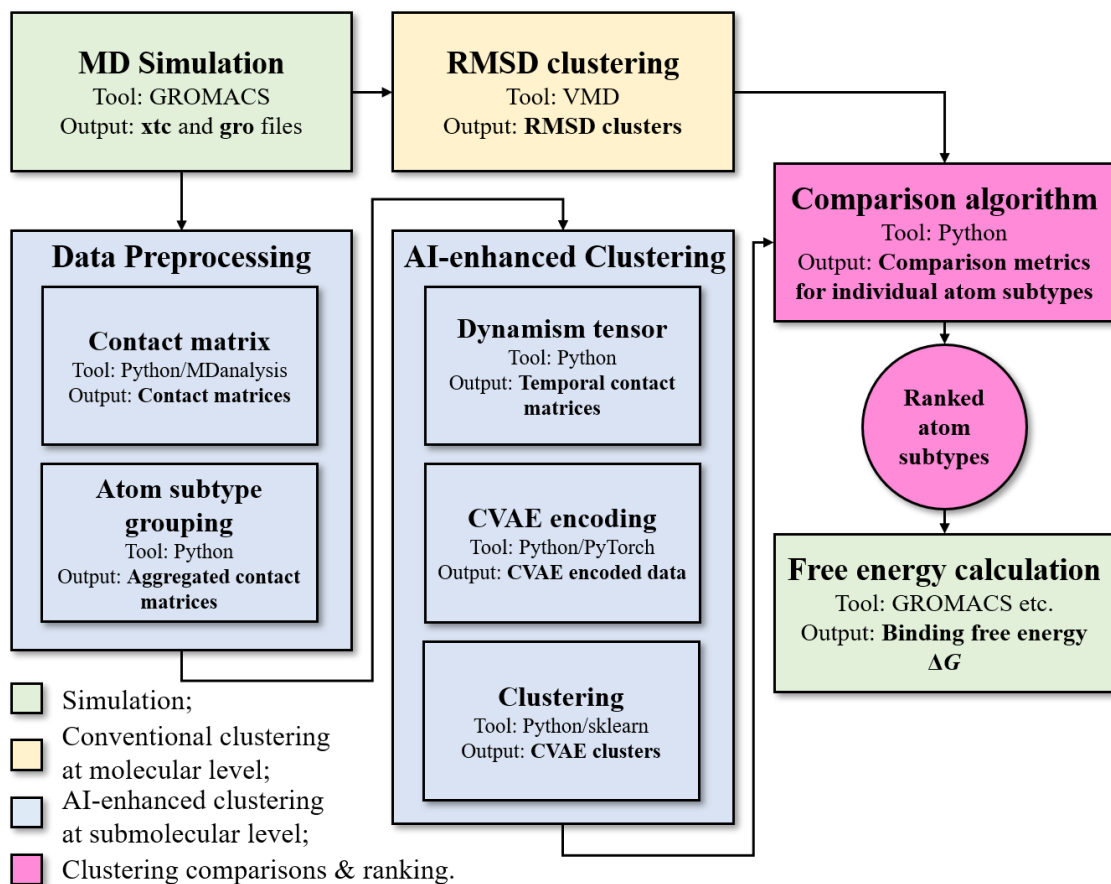 MD Simulation
Tool: GROMACS
Output: xtc and gro files
RMSD clustering
Tool: VMD
Output: RMSD clusters
Comparison algorithm
Tool: Python
Output: Comparison metrics
for individual atom subtypes
Data Preprocessing
Contact matrix
Tool: Python/MDanalysis
Output: Contact matrices
Atom subtype
grouping
Tool: Python
Output: Aggregated contact
matrices
AI-enhanced Clustering
Dynamism tensor
Tool: Python
Output: Temporal contact
matrices
CVAE encoding
Tool: Python/PyTorch
Output: CVAE encoded data
Clustering
Tool: Python/sklearn
Output: CVAE clusters
Ranked
atom
subtypes
Free energy calculation
Tool: GROMACS etc.
Output: Binding free energy
ΔG
Simulation;
Conventional clustering
at molecular level;
AI-enhanced clustering
at submolecular level;
Clustering comparisons & ranking.